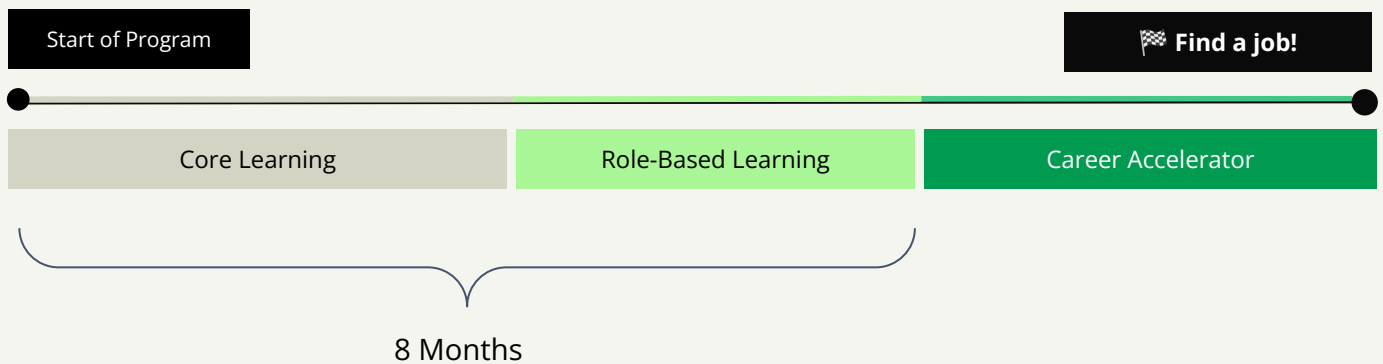 Start of Program
🏁 Find a job!
Core Learning
Role-Based Learning
Career Accelerator
8 Months